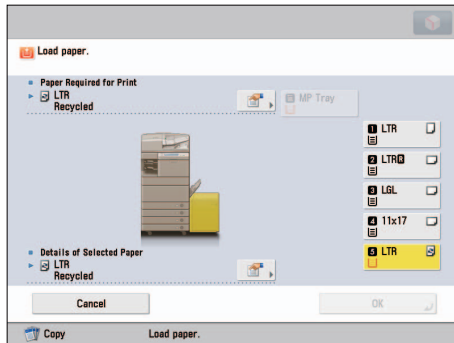 Load paper.
Paper Required for Print
LTR
Recycled
MP Tray
1 LTR
2 LTRR
3 LGL
4 11x17
5 LTR
Details of Selected Paper
LTR
Recycled
Cancel
OK
Copy Load paper.